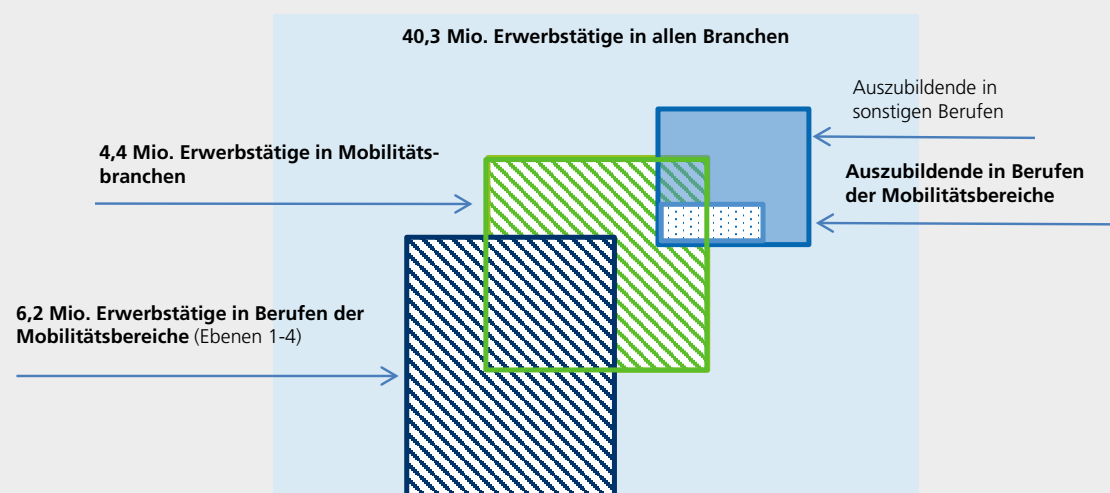 40,3 Mio. Erwerbstätige in allen Branchen
Auszubildende in
sonstigen Berufen
4,4 Mio. Erwerbstätige in Mobilitäts-
branchen
Auszubildende in Berufen
der Mobilitätsbereiche
6,2 Mio. Erwerbstätige in Berufen der
Mobilitätsbereiche (Ebenen 1-4)